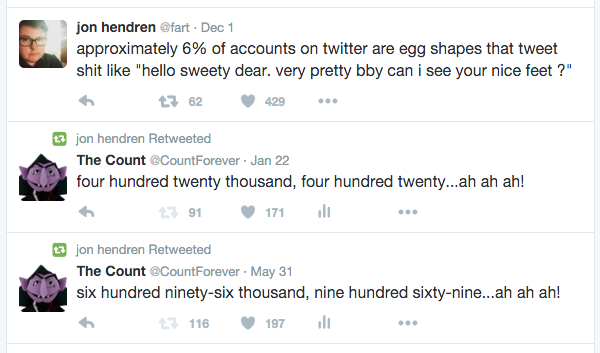 jon hendren @fart · Dec 1
approximately 6% of accounts on twitter are egg shapes that tweet
shit like "hello sweety dear. very pretty bby can i see your nice feet ?"
62 429
jon hendren Retweeted
The Count @CountForever · Jan 22
four hundred twenty thousand, four hundred twenty...ah ah ah!
91 171
jon hendren Retweeted
The Count @CountForever · May 31
six hundred ninety-six thousand, nine hundred sixty-nine...ah ah ah!
116 197